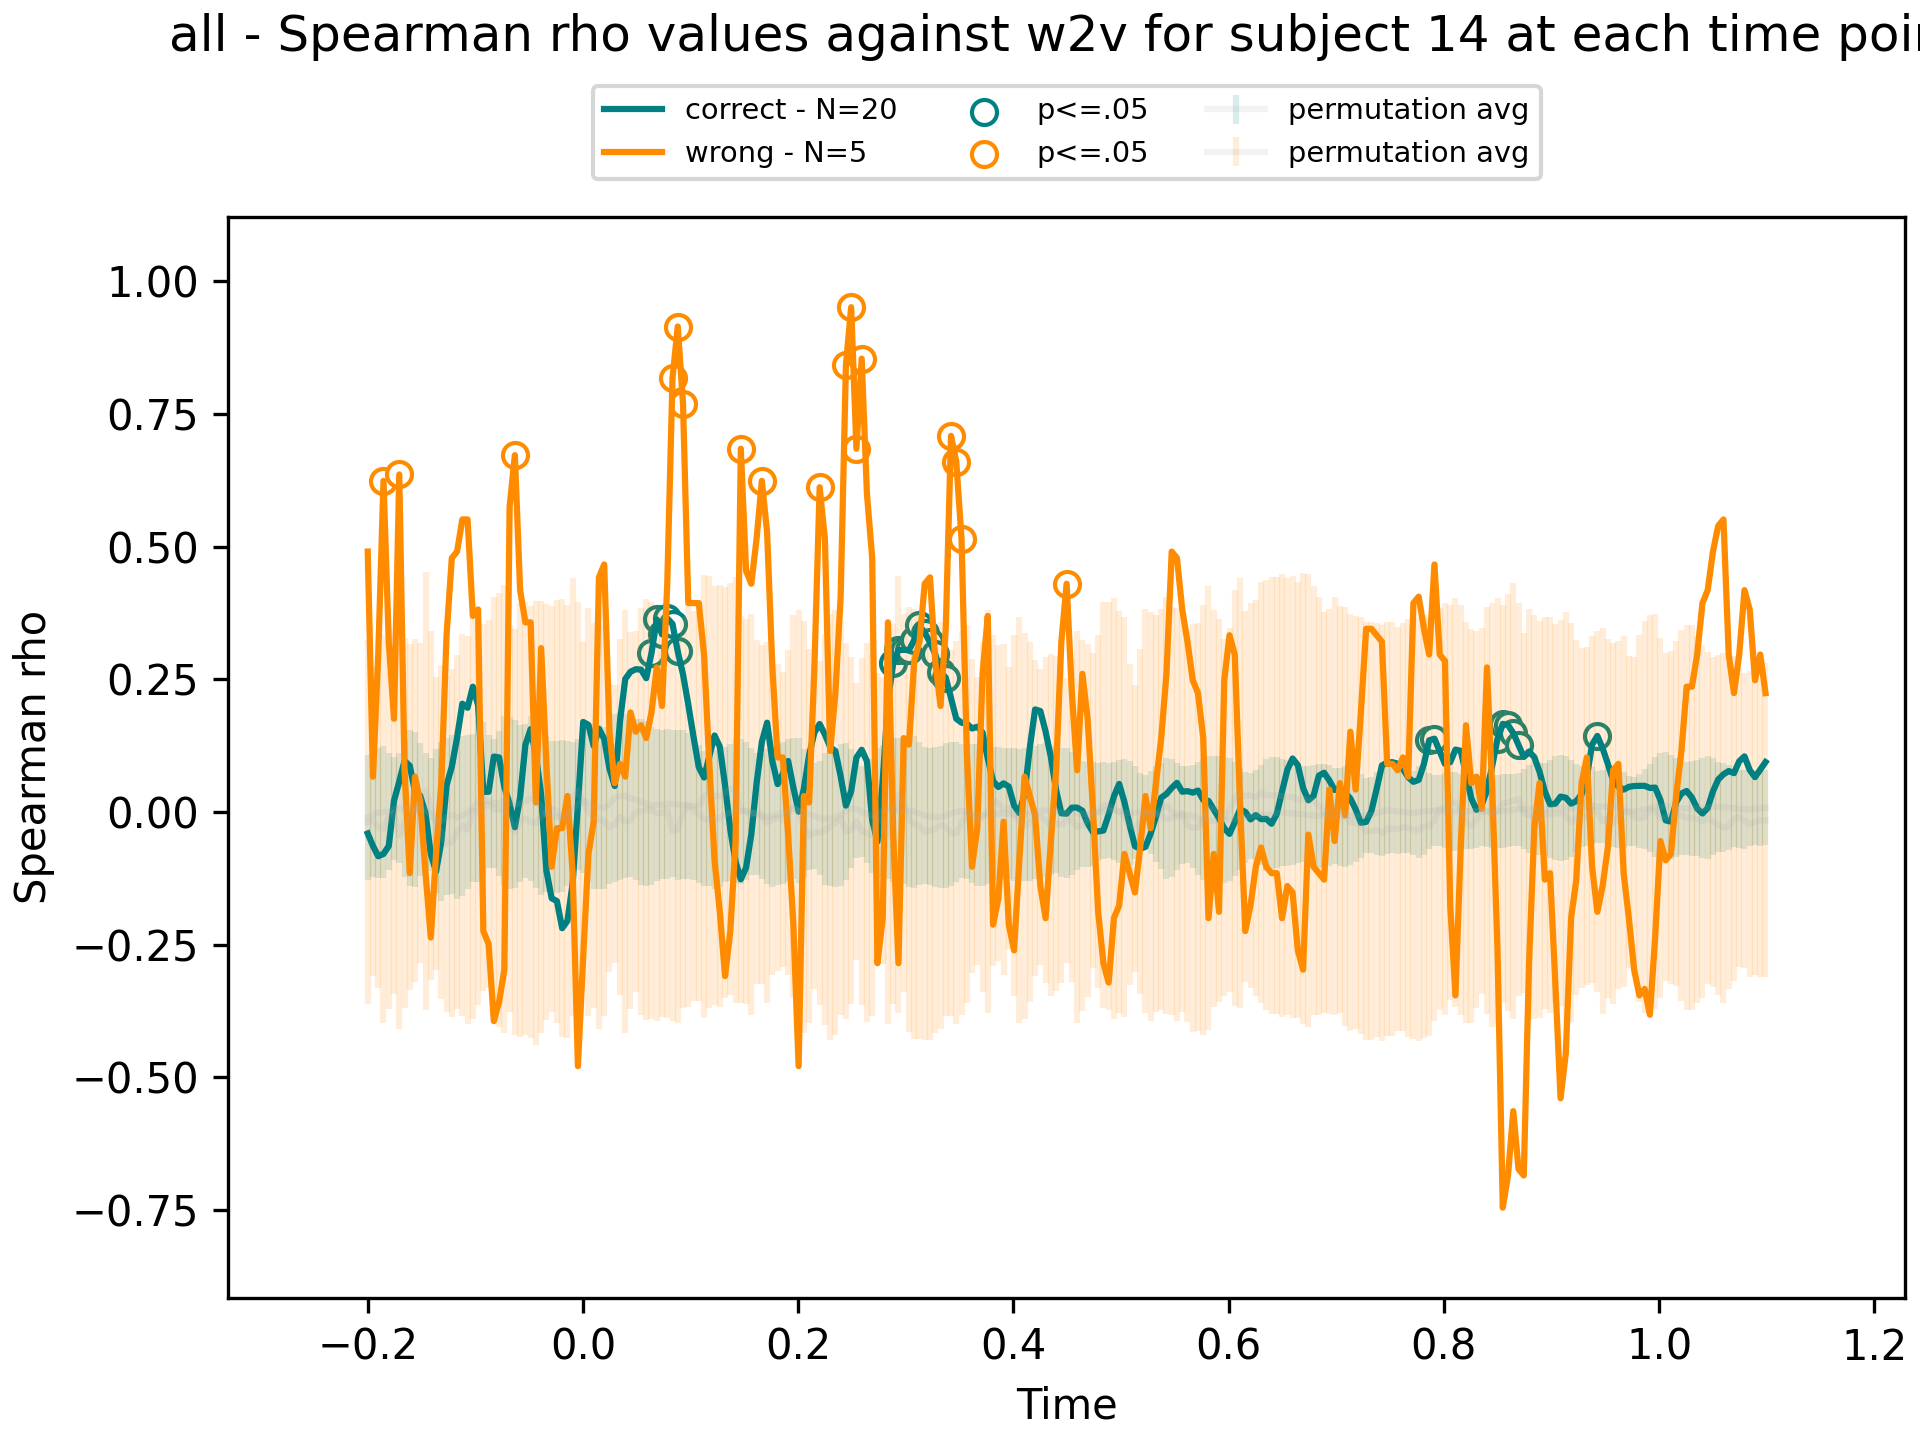 all - Spearman rho values against w2v for subject 14 at each time poi
correct - N=20
wrong - N=5
p<=.05
p<=.05
permutation avg
permutation avg
Spearman rho
1.00
0.75
0.50
0.25
0.00
−0.25
−0.50
−0.75
−0.2
0.0
0.2
0.4
0.6
0.8
1.0
1.2
Time